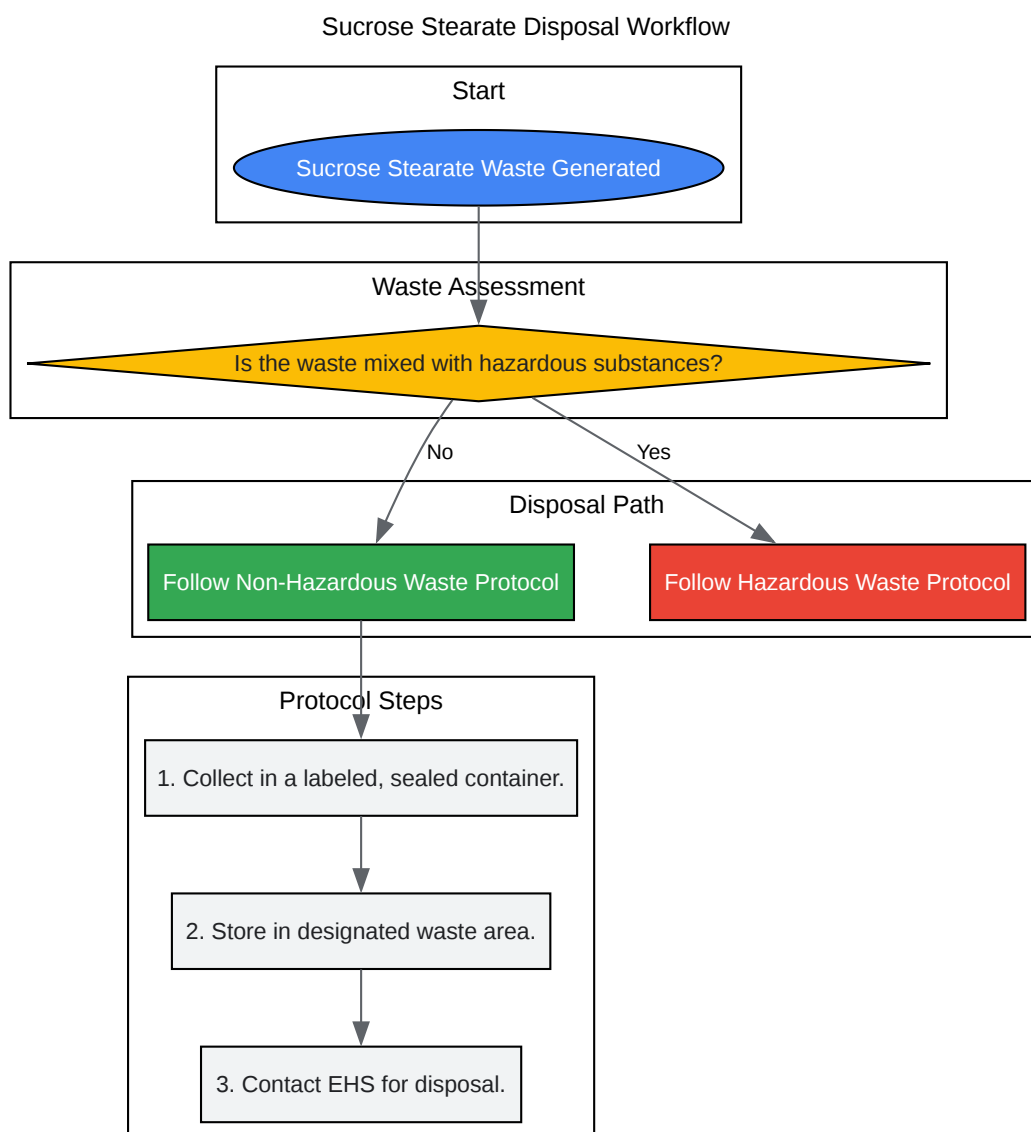 Sucrose Stearate Disposal Workflow
Start
Sucrose Stearate Waste Generated
Waste Assessment
Is the waste mixed with hazardous substances?
No
Yes
Disposal Path
Follow Non-Hazardous Waste Protocol
Follow Hazardous Waste Protocol
Protocol Steps
1. Collect in a labeled, sealed container.
2. Store in designated waste area.
3. Contact EHS for disposal.